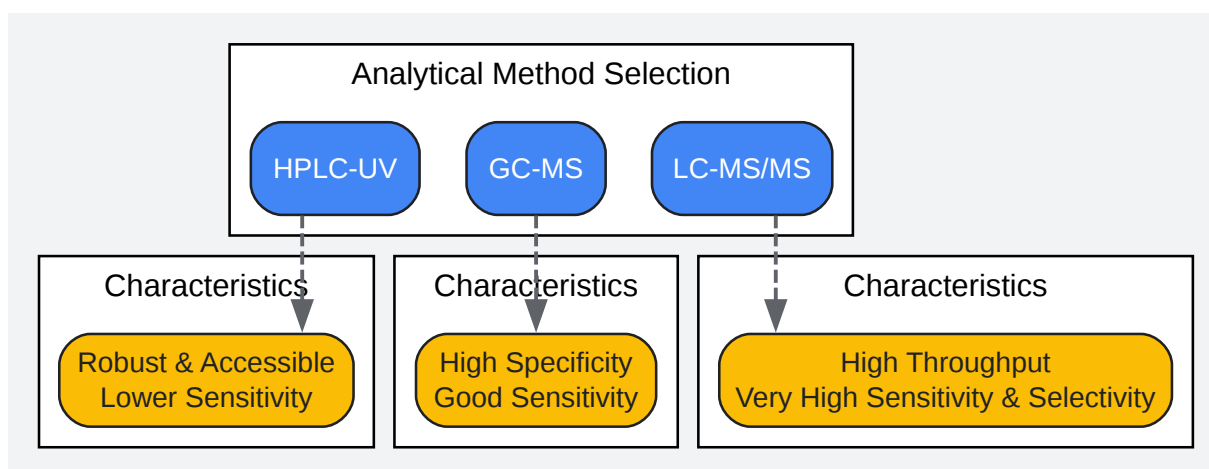 Analytical Method Selection
HPLC-UV
GC-MS
LC-MS/MS
Characteristics
Robust & Accessible
Lower Sensitivity
Characteristics
High Specificity
Good Sensitivity
Characteristics
High Throughput
Very High Sensitivity & Selectivity